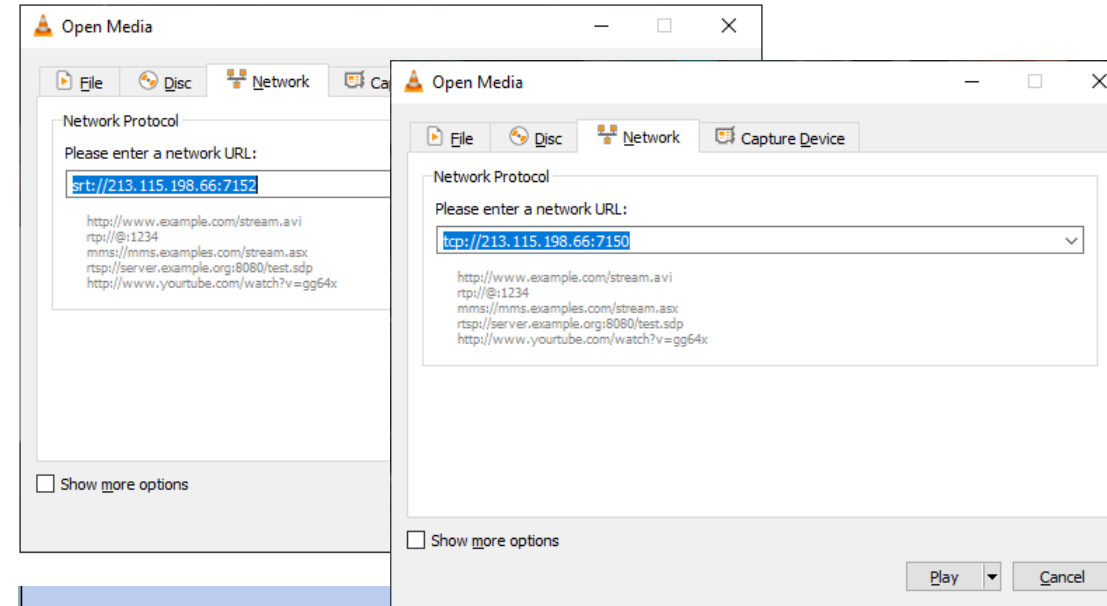 Open Media
File Disc Network Ca
Network Protocol
Please enter a network URL:
srt://213.115.198.66:7152
http://www.example.com/stream.avi
rtp://@:1234
mms://mms.examples.com/stream.asx
rtsp://server.example.org:8080/test.sdp
http://www.yourtube.com/watch?v=gg64x
Show more options
Open Media
File Disc Network Capture Device
Network Protocol
Please enter a network URL:
tcp://213.115.198.66:7150
http://www.example.com/stream.avi
rtp://@:1234
mms://mms.examples.com/stream.asx
rtsp://server.example.org:8080/test.sdp
http://www.yourtube.com/watch?v=gg64x
Show more options
Play Cancel